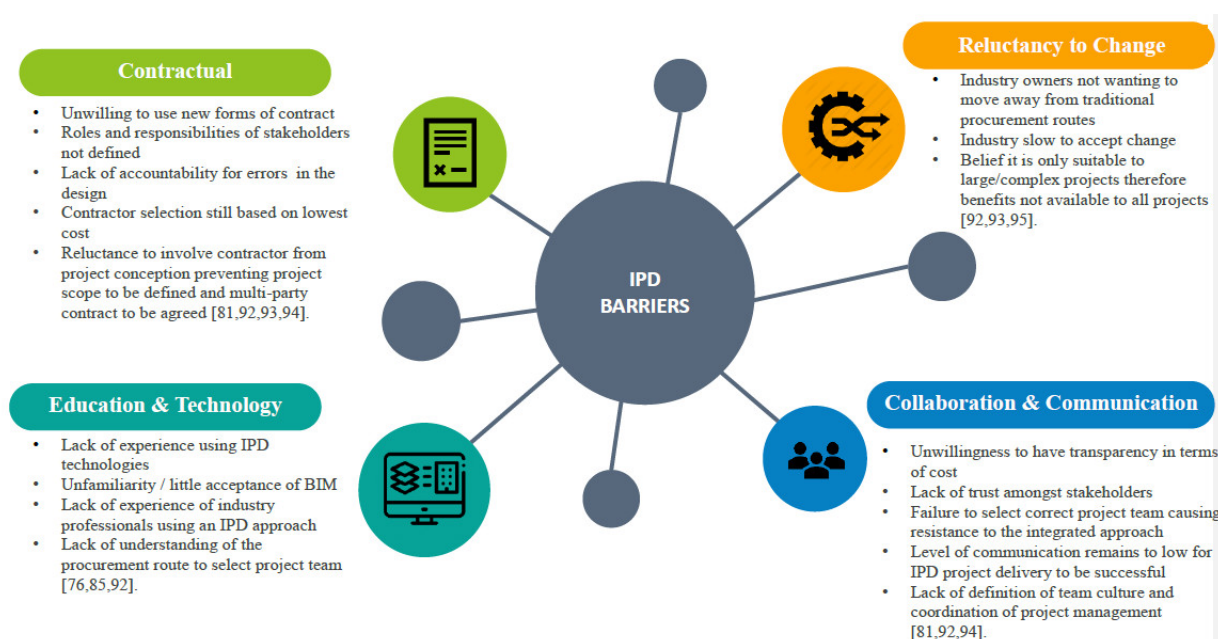 Contractual
• Unwilling to use new forms of contract
• Roles and responsibilities of stakeholders
not defined
• Lack of accountability for errors in the
design
• Contractor selection still based on lowest
cost
• Reluctance to involve contractor from
project conception preventing project
scope to be defined and multi-party
contract to be agreed [81,92,93,94].
Reluctancy to Change
• Industry owners not wanting to
move away from traditional
procurement routes
• Industry slow to accept change
• Belief it is only suitable to
large/complex projects therefore
benefits not available to all projects
[92,93,95].
IPD
BARRIERS
Education & Technology
• Lack of experience using IPD
technologies
• Unfamiliarity / little acceptance of BIM
• Lack of experience of industry
professionals using an IPD approach
• Lack of understanding of the
procurement route to select project team
[76,85,92].
Collaboration & Communication
• Unwillingness to have transparency in terms
of cost
• Lack of trust amongst stakeholders
• Failure to select correct project team causing
resistance to the integrated approach
• Level of communication remains to low for
IPD project delivery to be successful
• Lack of definition of team culture and
coordination of project management
[81,92,94].